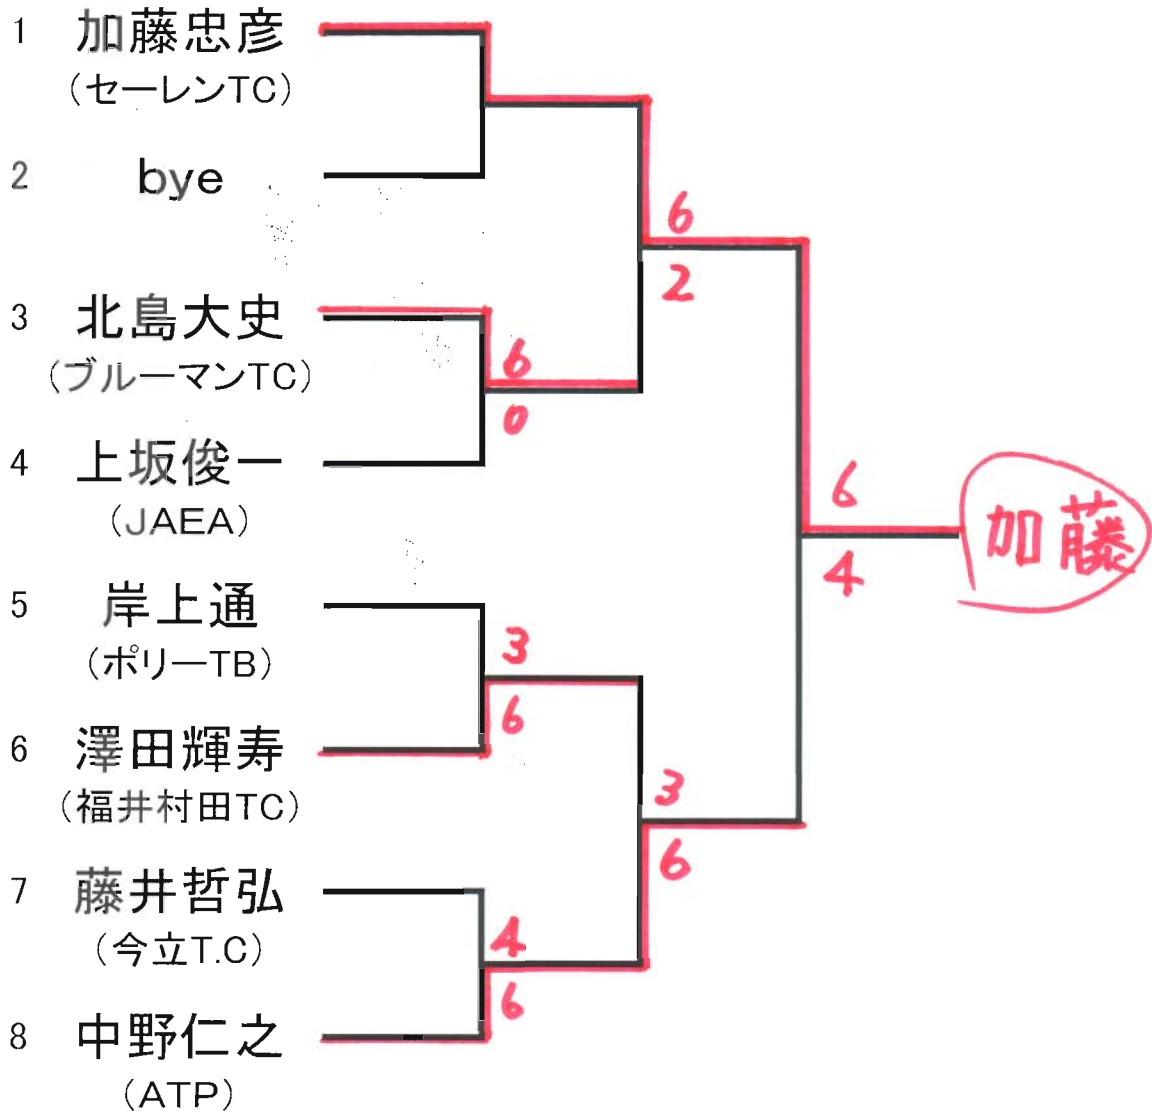 1 加藤忠彦
(セーレンTC)
2 bye
3 北島大史
(ブルーマンTC)
4 上坂俊一
(JAEA)
5 岸上通
(ポリーTB)
6 澤田輝寿
(福井村田TC)
7 藤井哲弘
(今立T.C)
8 中野仁之
(ATP)
6
0
3
6
4
6
6
2
3
6
6
4
加藤